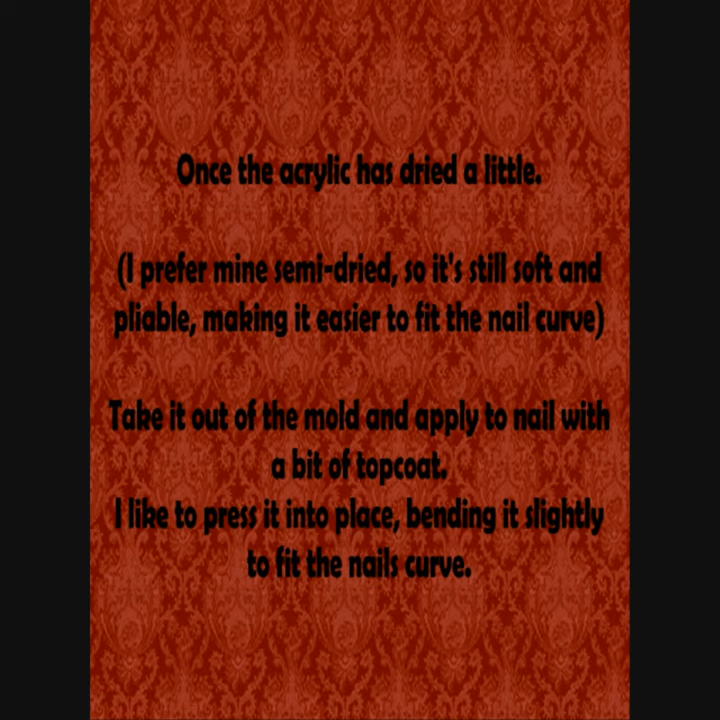 Once the acrylic has dried a little.
(I prefer mine semi-dried, so it's still soft and
pliable, making it easier to fit the nail curve)
Take it out of the mold and apply to nail with
a bit of topcoat.
I like to press it into place, bending it slightly
to fit the nails curve.